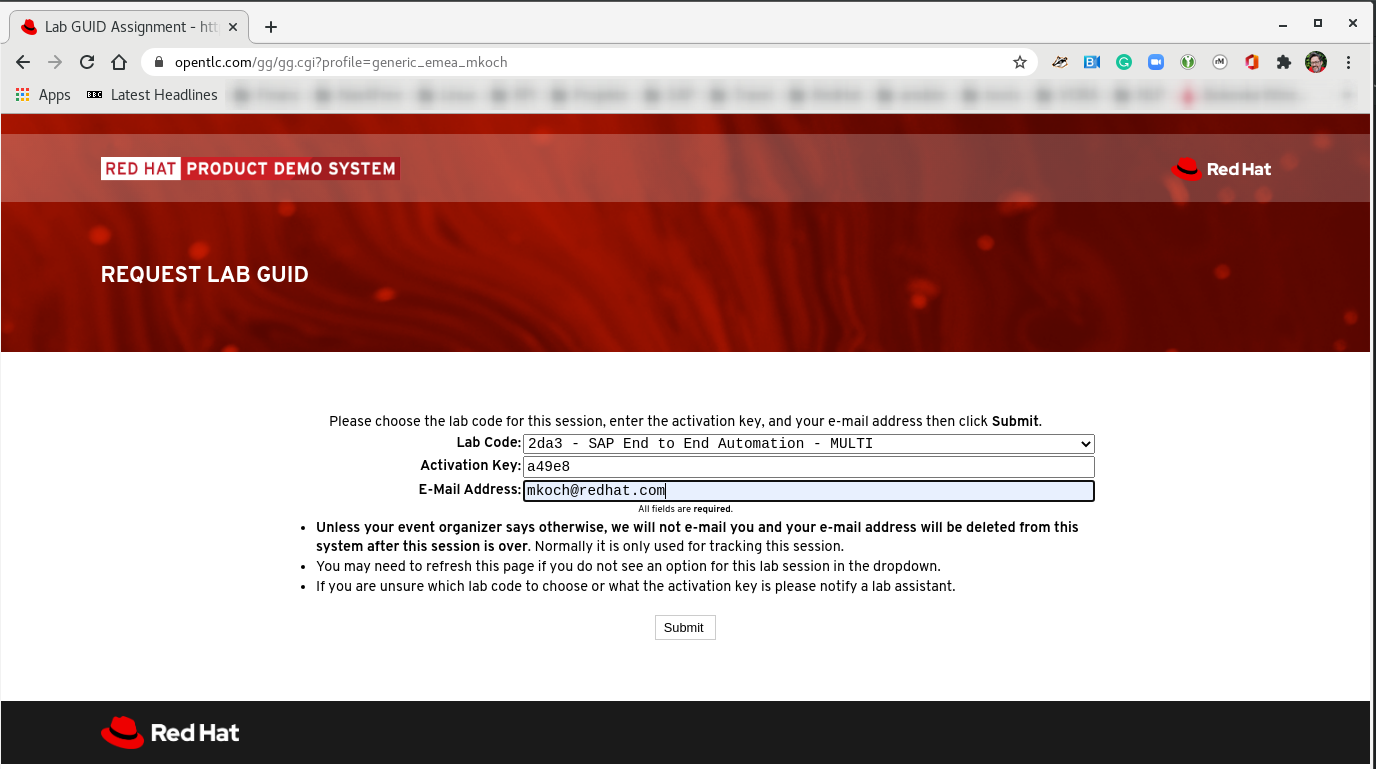 Lab GUID Assignment - htt
opentlc.com/gg/gg.cgi?profile=generic_emea_mkoch
Apps BBC Latest Headlines
RED HAT PRODUCT DEMO SYSTEM
Red Hat
REQUEST LAB GUID
Please choose the lab code for this session, enter the activation key, and your e-mail address then click Submit.
Lab Code: 2da3 - SAP End to End Automation - MULTI
Activation Key: a49e8
E-Mail Address: mkoch@redhat.com
All fields are required.
• Unless your event organizer says otherwise, we will not e-mail you and your e-mail address will be deleted from this
system after this session is over. Normally it is only used for tracking this session.
• You may need to refresh this page if you do not see an option for this lab session in the dropdown.
• If you are unsure which lab code to choose or what the activation key is please notify a lab assistant.
Submit
Red Hat